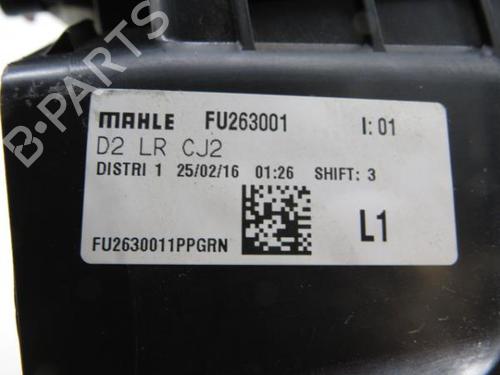 MAHLE FU263001 I: 01
D2 LR CJ2
DISTRI 1 25/02/16 01:26 SHIFT: 3
FU2630011PPGRN
L1
B-PARTS